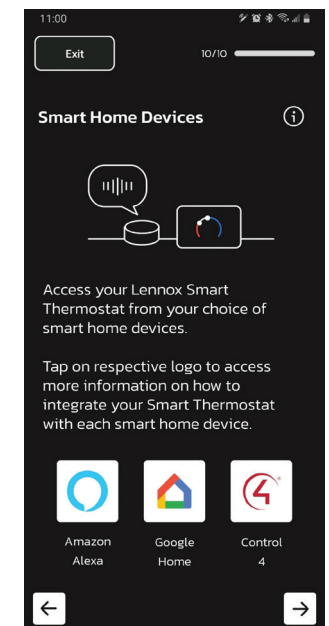 11:00
Exit
10/10
Smart Home Devices
Access your Lennox Smart
Thermostat from your choice of
smart home devices.
Tap on respective logo to access
more information on how to
integrate your Smart Thermostat
with each smart home device.
Amazon
Alexa
Google
Home
Control
4